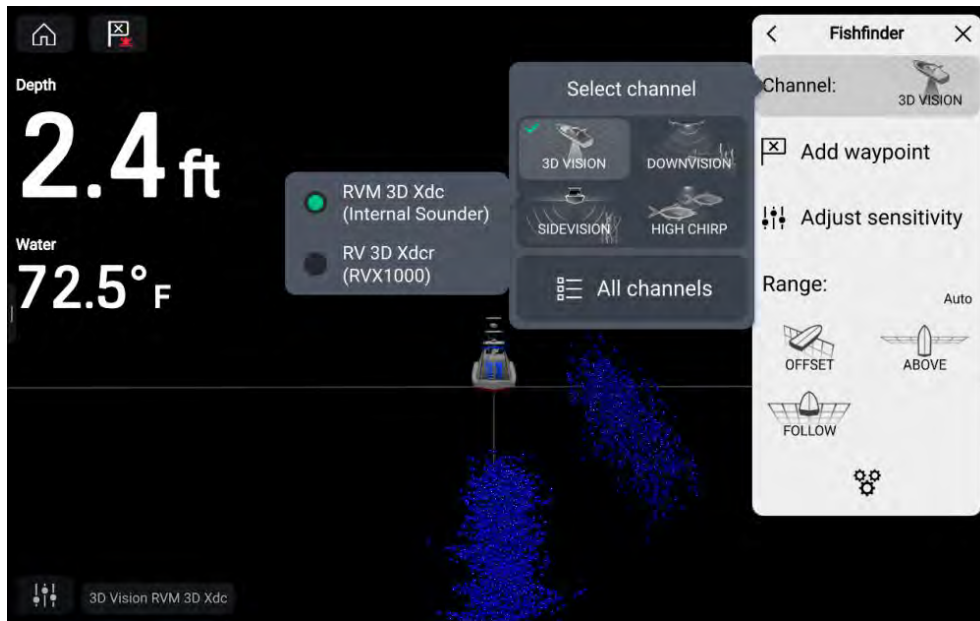 Depth
2.4 ft
Water
72.5° F
RVM 3D Xdc
(Internal Sounder)
RV 3D Xdcr
(RVX1000)
Select channel
3D VISION
DOWNVISION
SIDEVISION
HIGH CHIRP
All channels
Fishfinder
Channel:
3D VISION
Add waypoint
Adjust sensitivity
Range:
Auto
OFFSET
ABOVE
FOLLOW
3D Vision RVM 3D Xdc